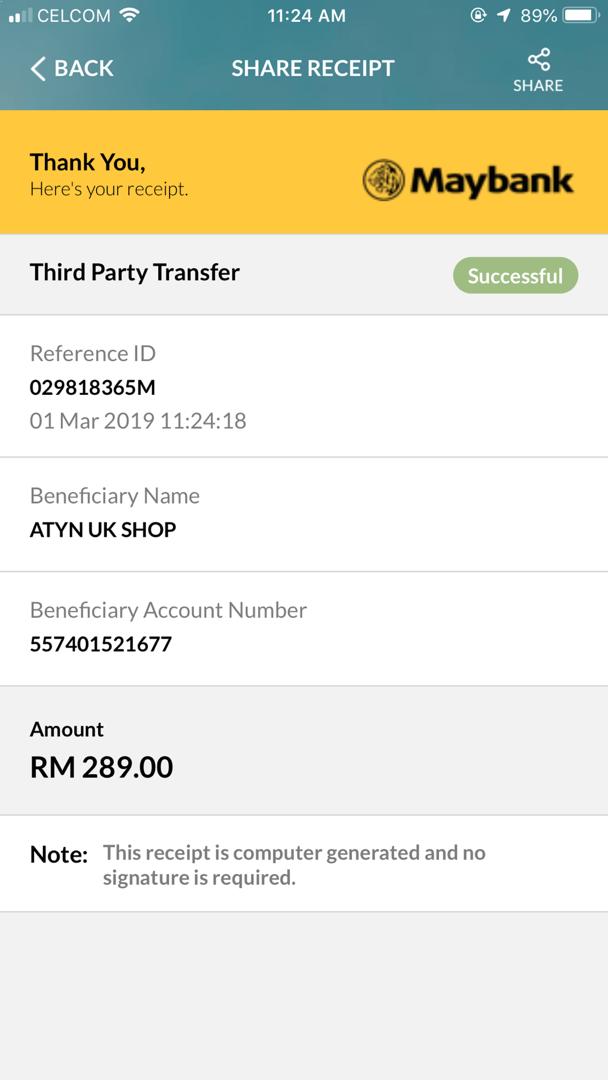 CELCOM 11:24 AM 89%
BACK SHARE RECEIPT SHARE
Thank You,
Here's your receipt.
Maybank
Third Party Transfer Successful
Reference ID
029818365M
01 Mar 2019 11:24:18
Beneficiary Name
ATYN UK SHOP
Beneficiary Account Number
557401521677
Amount
RM 289.00
Note: This receipt is computer generated and no
signature is required.